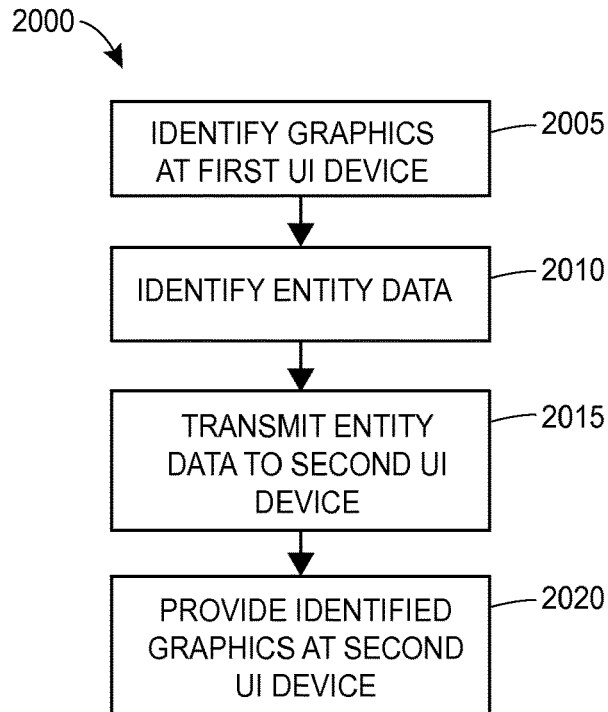 2000
IDENTIFY GRAPHICS
AT FIRST UI DEVICE
2005
IDENTIFY ENTITY DATA
2010
TRANSMIT ENTITY
DATA TO SECOND UI
DEVICE
2015
PROVIDE IDENTIFIED
GRAPHICS AT SECOND
UI DEVICE
2020